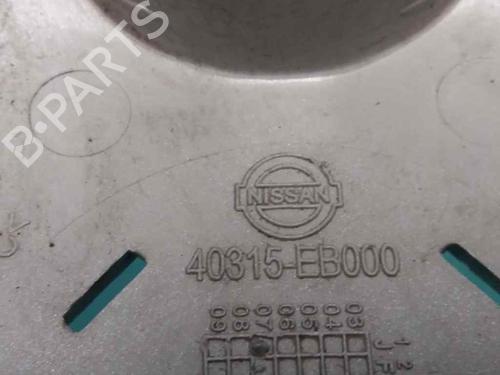 B-PARTS
NISSAN
40315-EB000
09 08 07 06 05 04 03
1 2
J F